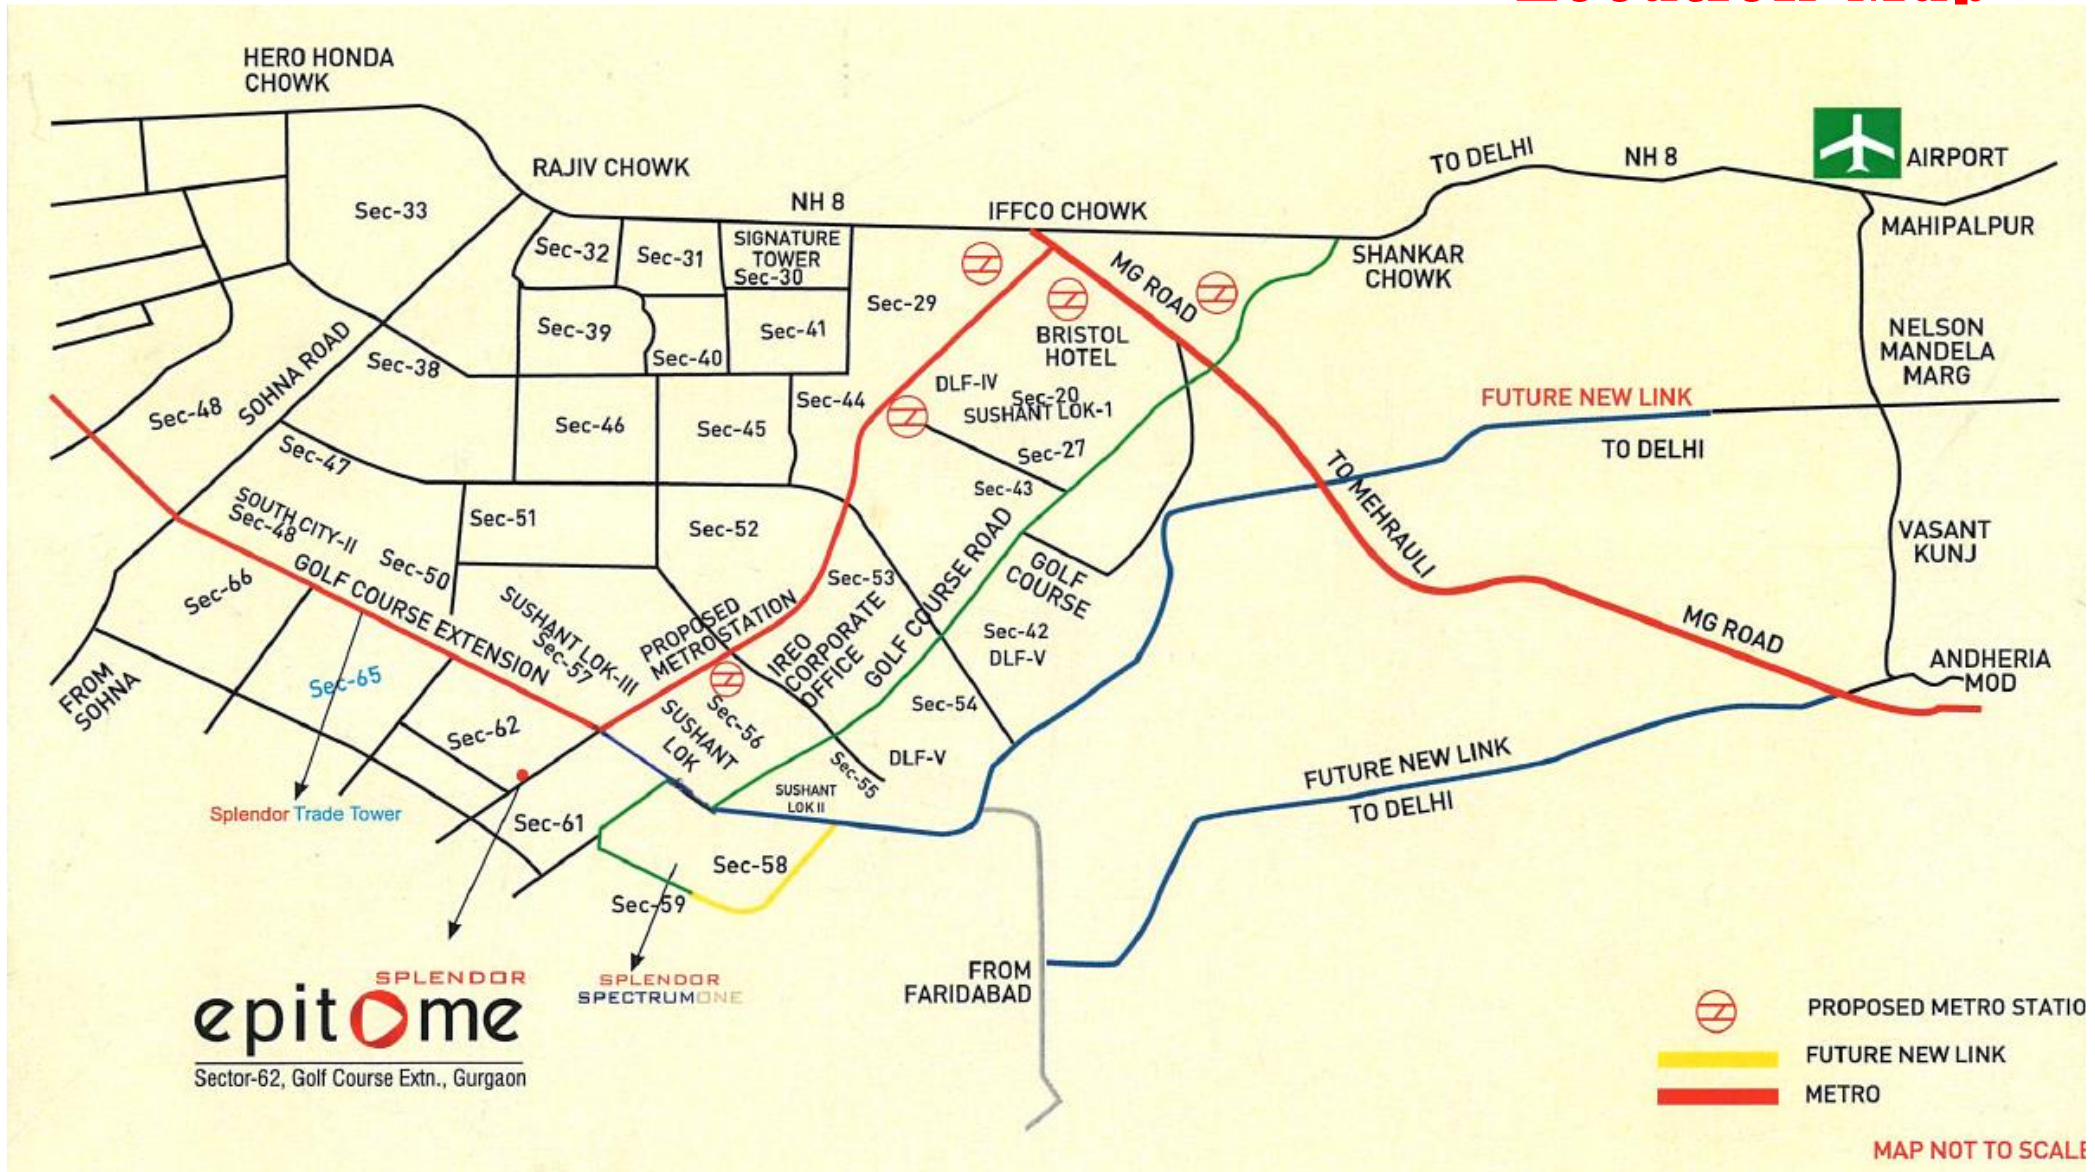 Location Map
HERO HONDA
CHOWK
RAJIV CHOWK
NH 8
IFFCO CHOWK
TO DELHI
NH 8
AIRPORT
MAHIPALPUR
SHANKAR
CHOWK
Sec-33
Sec-32
Sec-31
SIGNATURE
TOWER
Sec-30
Sec-29
MG ROAD
BRISTOL
HOTEL
Sec-39
Sec-40
Sec-41
Sec-38
SOHNA ROAD
Sec-48
NELSON
MANDELA
MARG
FUTURE NEW LINK
TO DELHI
DLF-IV
Sec-20
SUSHANT LOK-1
Sec-44
Sec-46
Sec-45
Sec-27
Sec-43
Sec-47
SOUTH CITY-II
Sec-48
Sec-51
Sec-52
TO MEHRAULI
VASANT
KUNJ
Sec-50
Sec-66
GOLF COURSE EXTENSION
SUSHANT LOK-III
Sec-57
PROPOSED
METRO STATION
Sec-53
IREO
CORPORATE
OFFICE
GOLF COURSE ROAD
GOLF
COURSE
Sec-42
DLF-V
MG ROAD
ANDHERIA
MOD
FROM
SOHNA
Sec-65
Sec-62
Sec-56
SUSHANT
LOK
Sec-54
DLF-V
Sec-55
SUSHANT
LOK II
FUTURE NEW LINK
TO DELHI
Splendor Trade Tower
Sec-61
Sec-58
Sec-59
FROM
FARIDABAD
SPLENDOR
epitome
Sector-62, Golf Course Extn., Gurgaon
SPLENDOR
SPECTRUMONE
PROPOSED METRO STATIO
FUTURE NEW LINK
METRO
MAP NOT TO SCALE